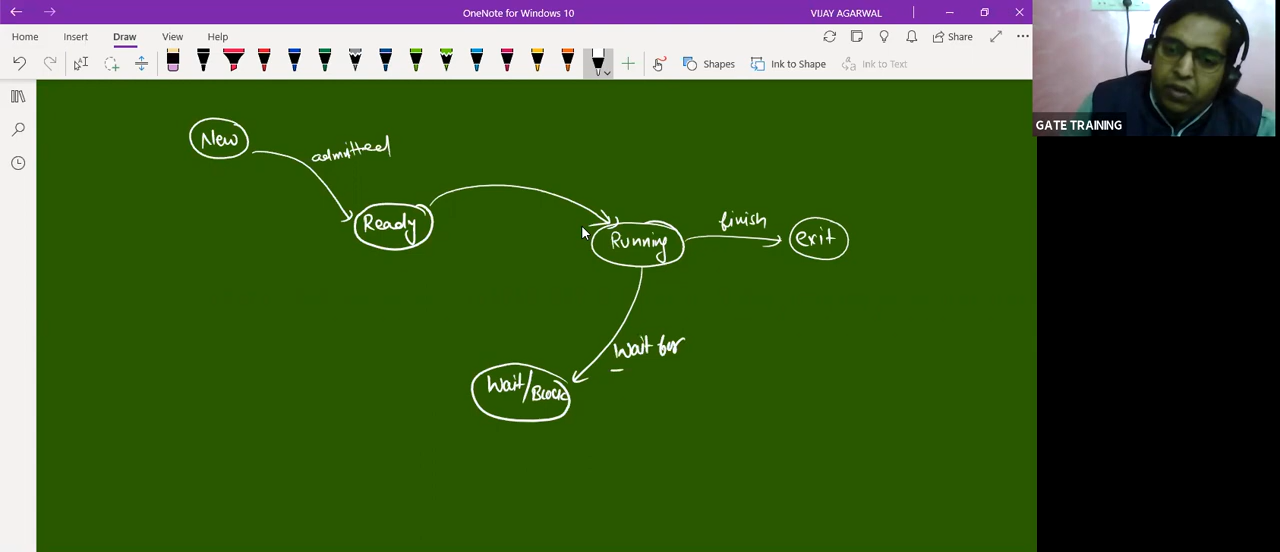 OneNote for Windows 10
VIJAY AGARWAL
Home
Insert
Draw
View
Help
Share
Shapes
Ink to Shape
Ink to Text
GATE TRAINING
New
admitted
Ready
Running
finish
exit
Wait for
Wait/Block